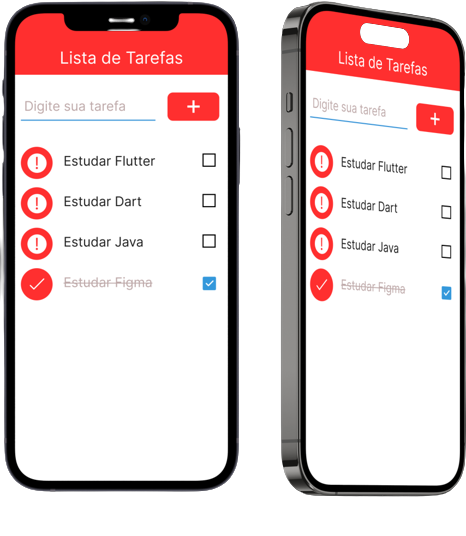 Lista de Tarefas
Digite sua tarefa
+
Estudar Flutter
Estudar Dart
Estudar Java
Estudar Figma
Lista de Tarefas
Digite sua tarefa
+
Estudar Flutter
Estudar Dart
Estudar Java
Estudar Figma